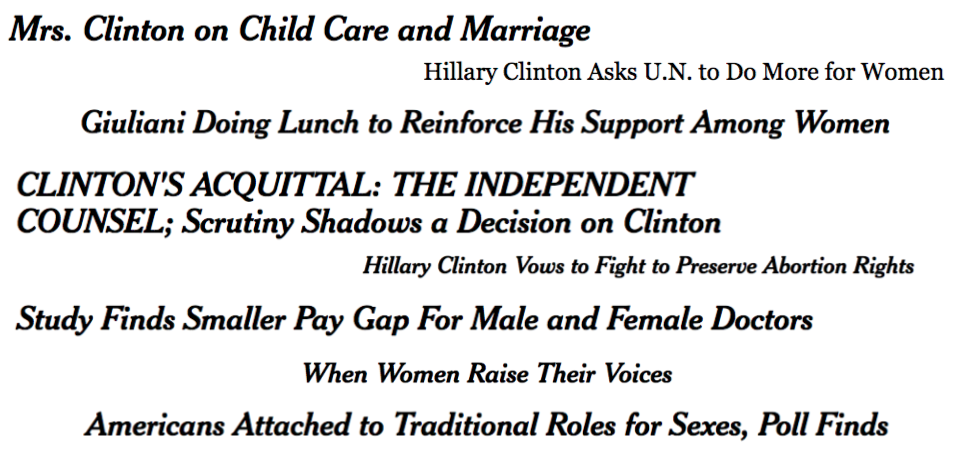 Mrs. Clinton on Child Care and Marriage
Hillary Clinton Asks U.N. to Do More for Women
Giuliani Doing Lunch to Reinforce His Support Among Women
CLINTON'S ACQUITTAL: THE INDEPENDENT
COUNSEL; Scrutiny Shadows a Decision on Clinton
Hillary Clinton Vows to Fight to Preserve Abortion Rights
Study Finds Smaller Pay Gap For Male and Female Doctors
When Women Raise Their Voices
Americans Attached to Traditional Roles for Sexes, Poll Finds